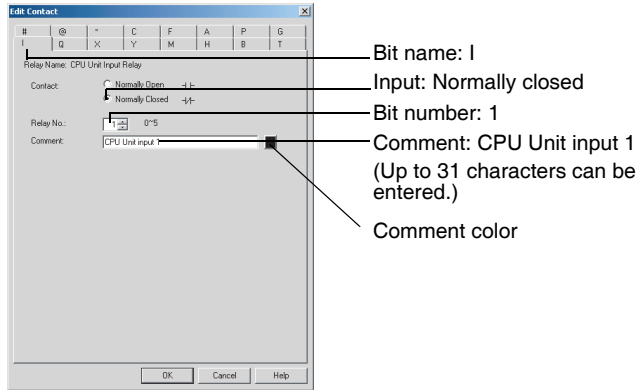 Edit Contact
# @ * C F A P G
I Q X Y M H B T
Relay Name: CPU Unit Input Relay
Contact: Normally Open
Normally Closed
Relay No.: 1 0~5
Comment: CPU Unit input 1
OK Cancel Help
Bit name: I
Input: Normally closed
Bit number: 1
Comment: CPU Unit input 1
(Up to 31 characters can be
entered.)
Comment color